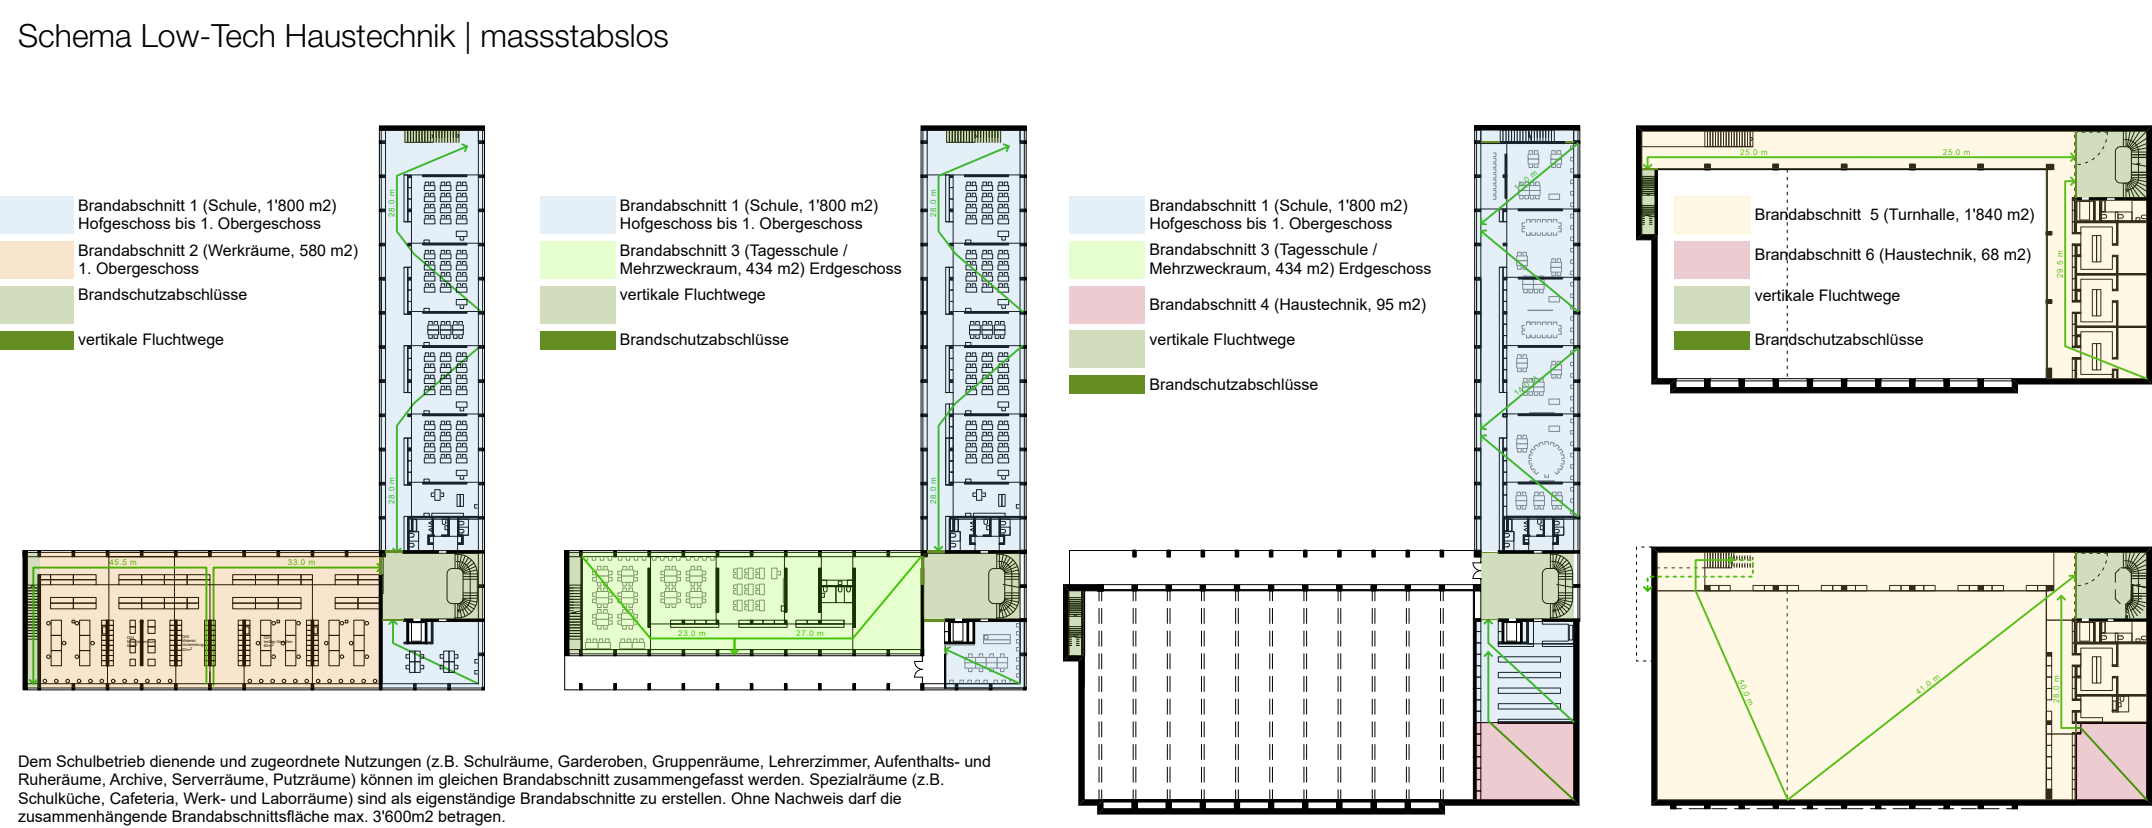 Schema Low-Tech Haustechnik | massstabslos
Brandabschnitt 1 (Schule, 1'800 m2)
Hofgeschoss bis 1. Obergeschoss
Brandabschnitt 2 (Werkräume, 580 m2)
1. Obergeschoss
Brandschutzabschlüsse
vertikale Fluchtwege
28.0 m
28.0 m
45.5 m
33.0 m
Brandabschnitt 1 (Schule, 1'800 m2)
Hofgeschoss bis 1. Obergeschoss
Brandabschnitt 3 (Tagesschule /
Mehrzweckraum, 434 m2) Erdgeschoss
vertikale Fluchtwege
Brandschutzabschlüsse
28.0 m
28.0 m
23.0 m
27.0 m
Brandabschnitt 1 (Schule, 1'800 m2)
Hofgeschoss bis 1. Obergeschoss
Brandabschnitt 3 (Tagesschule /
Mehrzweckraum, 434 m2) Erdgeschoss
Brandabschnitt 4 (Haustechnik, 95 m2)
vertikale Fluchtwege
Brandschutzabschlüsse
25.0 m
25.0 m
Brandabschnitt  5 (Turnhalle, 1'840 m2)
Brandabschnitt 6 (Haustechnik, 68 m2)
vertikale Fluchtwege
Brandschutzabschlüsse
29.5 m
50.0 m
41.0 m
28.0 m
Dem Schulbetrieb dienende und zugeordnete Nutzungen (z.B. Schulräume, Garderoben, Gruppenräume, Lehrerzimmer, Aufenthalts- und
Ruheräume, Archive, Serverräume, Putzräume) können im gleichen Brandabschnitt zusammengefasst werden. Spezialräume (z.B.
Schulküche, Cafeteria, Werk- und Laborräume) sind als eigenständige Brandabschnitte zu erstellen. Ohne Nachweis darf die
zusammenhängende Brandabschnittsfläche max. 3'600m2 betragen.